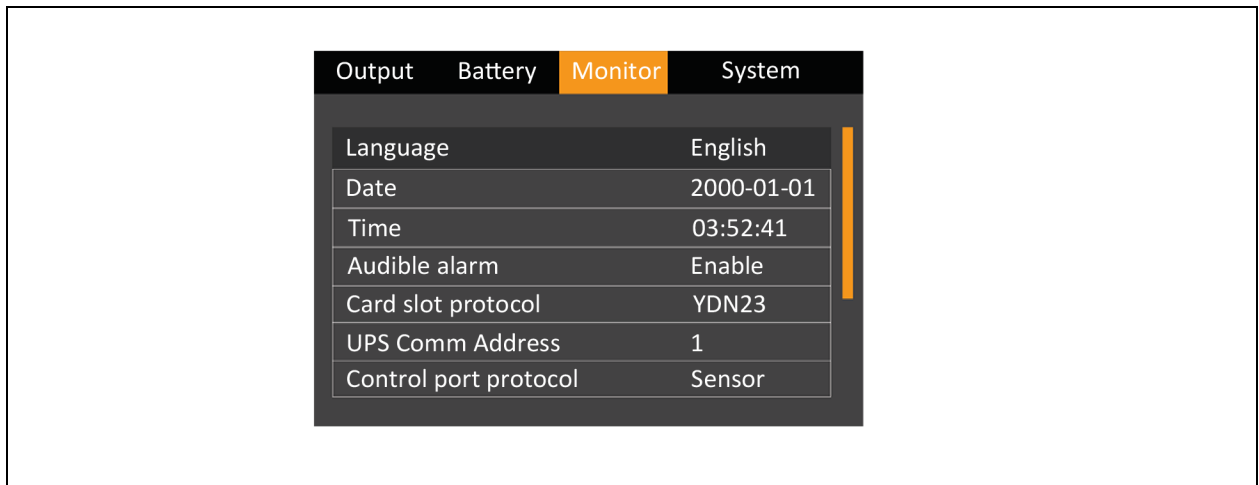 Output Battery Monitor System
Language English
Date 2000-01-01
Time 03:52:41
Audible alarm Enable
Card slot protocol YDN23
UPS Comm Address 1
Control port protocol Sensor